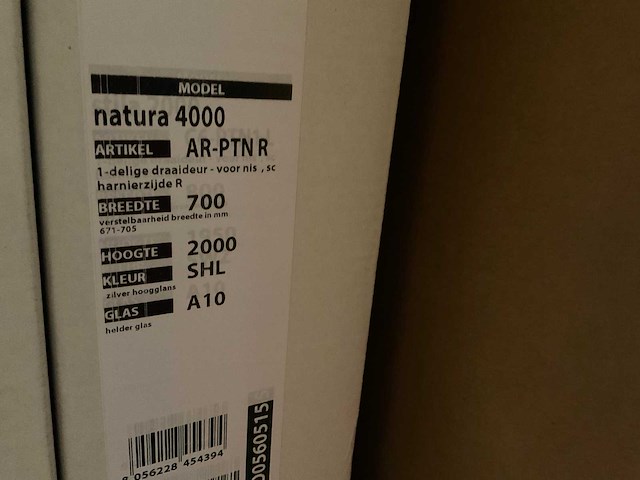 MODEL
natura 4000
ARTIKEL AR-PTN R
1-delige draaideur - voor nis , sc
harnierzijde R
BREEDTE 700
verstelbaarheid breedte in mm
671-705
HOOGTE 2000
KLEUR SHL
zilver hoogglans
GLAS A10
helder glas
056228 454394
00560515